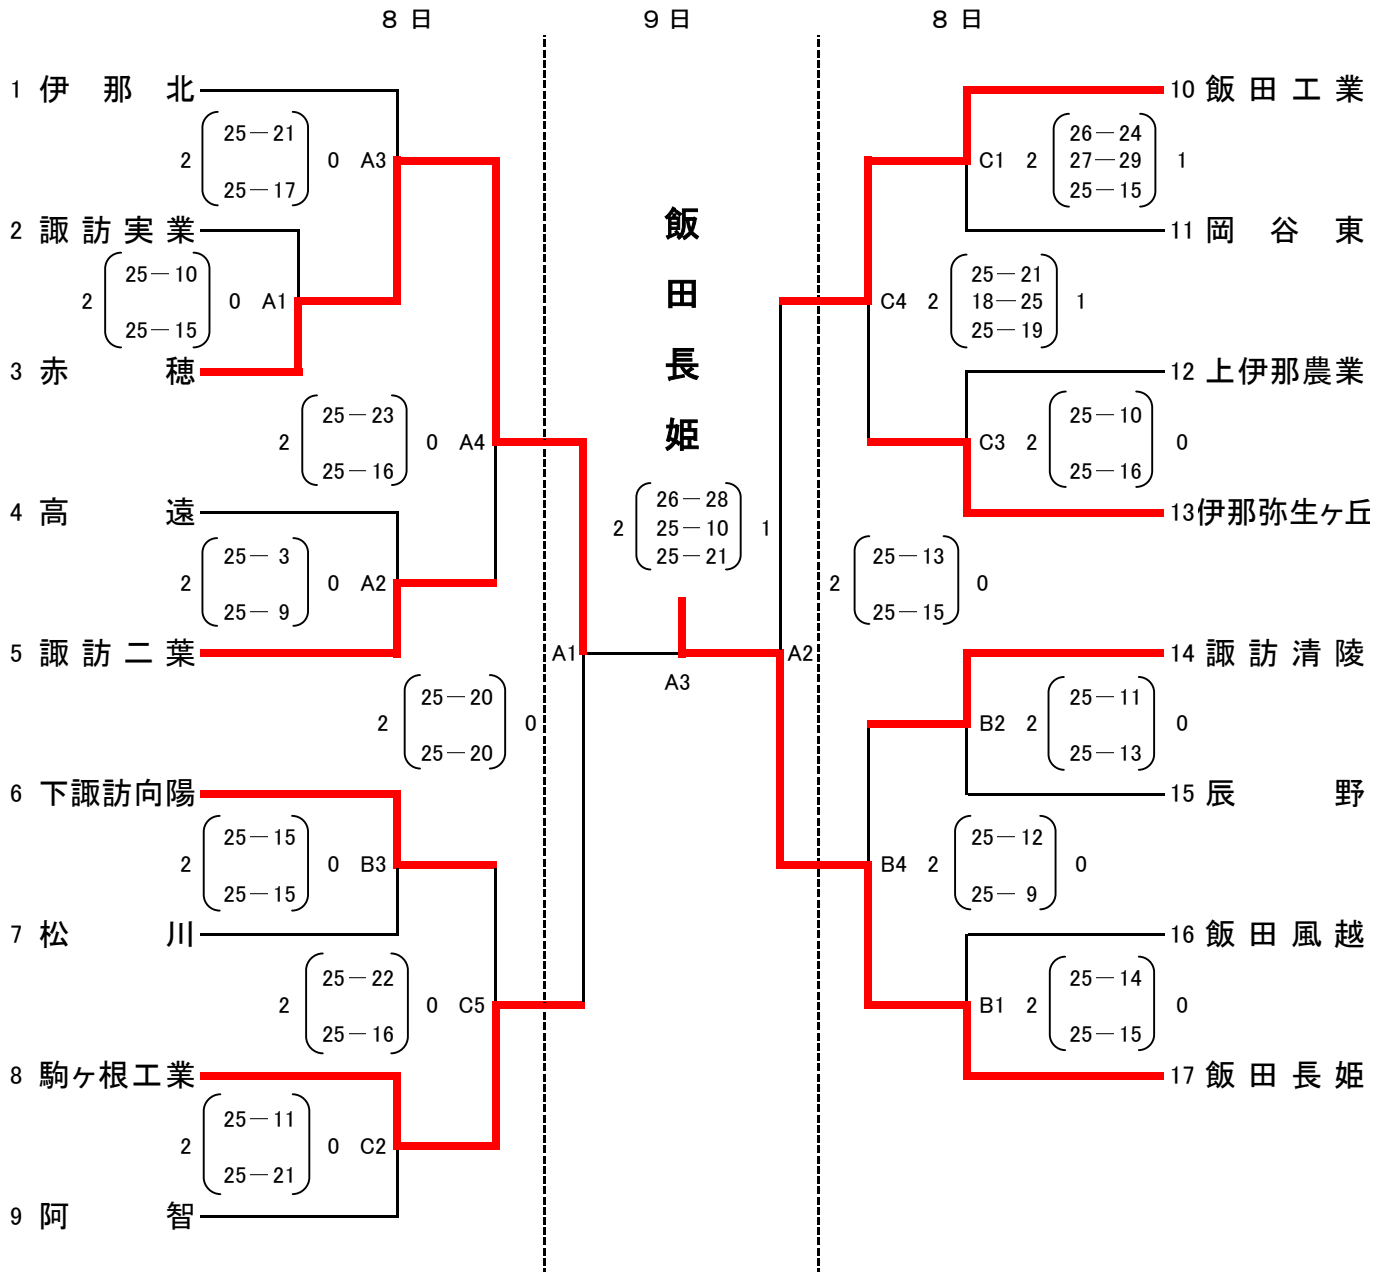 ８日 ９日 ８日
1 伊那北
25－21
2 0 A3
25－17
2 諏訪実業
25－10
2 0 A1
25－15
3 赤穂
25－23
2 0 A4
25－16
4 高遠
25－ 3
2 0 A2
25－ 9
5 諏訪二葉
25－20
2 0 A1
25－20
6 下諏訪向陽
25－15
2 0 B3
25－15
7 松川
25－22
2 0 C5
25－16
8 駒ヶ根工業
25－11
2 0 C2
25－21
9 阿智
飯田長姫
26－28
2 25－10 1
25－21
A3
10 飯田工業
26－24
C1 2 27－29 1
25－15
11 岡谷東
25－21
C4 2 18－25 1
25－19
12 上伊那農業
25－10
C3 2 0
25－16
13 伊那弥生ヶ丘
25－13
2 0
25－15
A2
14 諏訪清陵
25－11
B2 2 0
25－13
15 辰野
25－12
B4 2 0
25－ 9
16 飯田風越
25－14
B1 2 0
25－15
17 飯田長姫